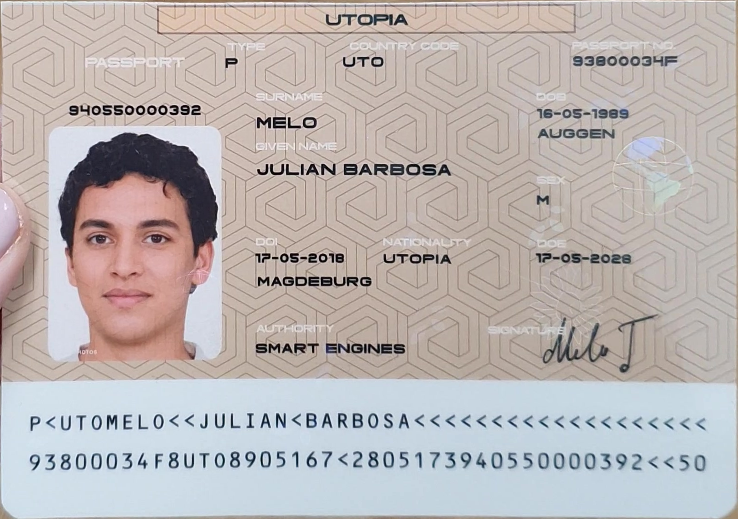 UTOPIA
TYPE COUNTRY CODE PASSPORT NO.
PASSPORT P UTO 93800034F
940550000392
SURNAME DOB
MELO 16-05-1989
AUGGEN
GIVEN NAME
JULIAN BARBOSA
SEX
M
DOI NATIONALITY DOE
17-05-2018 UTOPIA 17-05-2028
MAGDEBURG
AUTHORITY SIGNATURE
SMART ENGINES
Melo J
P<UTOMELO<<JULIAN<BARBOSA<<<<<<<<<<<<<<<<<<<
93800034F8UTO8905167<2805173940550000392<<50